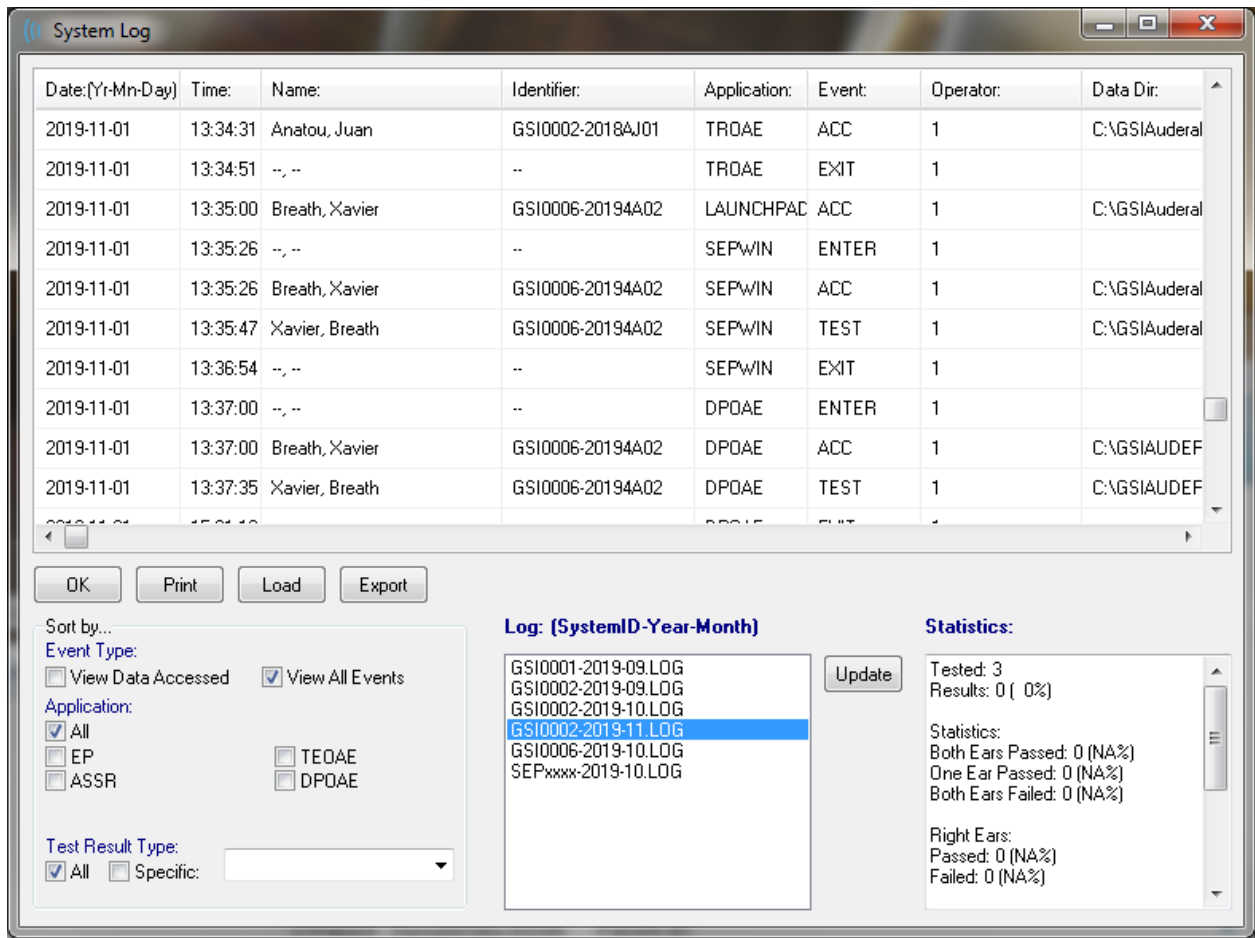 System Log
Date:(Yr-Mn-Day) Time: Name: Identifier: Application: Event: Operator: Data Dir:
2019-11-01 13:34:31 Anatou, Juan GSI0002-2018AJ01 TROAE ACC 1 C:\GSIAuderal
2019-11-01 13:34:51 --, -- -- TROAE EXIT 1
2019-11-01 13:35:00 Breath, Xavier GSI0006-20194A02 LAUNCHPAD ACC 1 C:\GSIAuderal
2019-11-01 13:35:26 --, -- -- SEPWIN ENTER 1
2019-11-01 13:35:26 Breath, Xavier GSI0006-20194A02 SEPWIN ACC 1 C:\GSIAuderal
2019-11-01 13:35:47 Xavier, Breath GSI0006-20194A02 SEPWIN TEST 1 C:\GSIAuderal
2019-11-01 13:36:54 --, -- -- SEPWIN EXIT 1
2019-11-01 13:37:00 --, -- -- DPOAE ENTER 1
2019-11-01 13:37:00 Breath, Xavier GSI0006-20194A02 DPOAE ACC 1 C:\GSIAUDEF
2019-11-01 13:37:35 Xavier, Breath GSI0006-20194A02 DPOAE TEST 1 C:\GSIAUDEF
OK Print Load Export
Sort by...
Event Type:
View Data Accessed View All Events
Application:
All
EP TEOAE
ASSR DPOAE
Test Result Type:
All Specific:
Log: (SystemID-Year-Month)
GSI0001-2019-09.LOG
GSI0002-2019-09.LOG
GSI0002-2019-10.LOG
GSI0002-2019-11.LOG
GSI0006-2019-10.LOG
SEPxxxx-2019-10.LOG
Update
Statistics:
Tested: 3
Results: 0 (  0%)
Statistics:
Both Ears Passed: 0 (NA%)
One Ear Passed: 0 (NA%)
Both Ears Failed: 0 (NA%)
Right Ears:
Passed: 0 (NA%)
Failed: 0 (NA%)